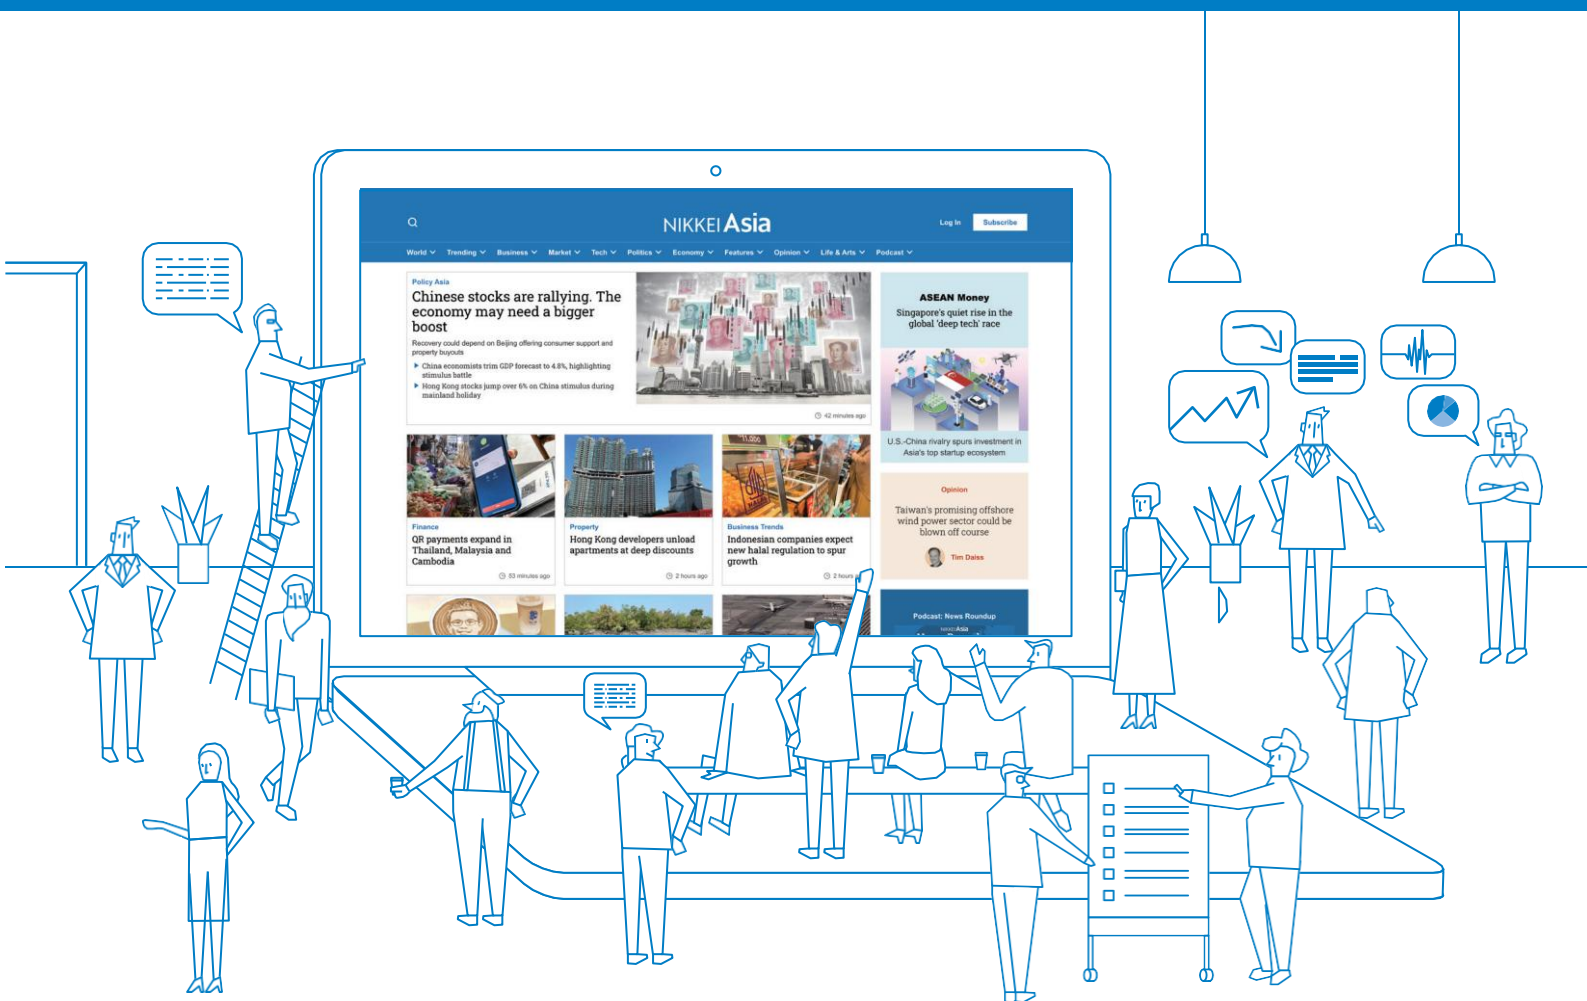 NIKKEI Asia
Log In
Subscribe
World
Trending
Business
Market
Tech
Politics
Economy
Features
Opinion
Life & Arts
Podcast
Policy Asia
Chinese stocks are rallying. The
economy may need a bigger
boost
Recovery could depend on Beijing offering consumer support and
property buyouts
China economists trim GDP forecast to 4.8%, highlighting
stimulus battle
Hong Kong stocks jump over 6% on China stimulus during
mainland holiday
42 minutes ago
ASEAN Money
Singapore's quiet rise in the
global 'deep tech' race
U.S.-China rivalry spurs investment in
Asia's top startup ecosystem
Finance
QR payments expand in
Thailand, Malaysia and
Cambodia
53 minutes ago
Property
Hong Kong developers unload
apartments at deep discounts
2 hours ago
Business Trends
Indonesian companies expect
new halal regulation to spur
growth
2 hours
Opinion
Taiwan's promising offshore
wind power sector could be
blown off course
Tim Daiss
Podcast: News Roundup
NIKKEI Asia